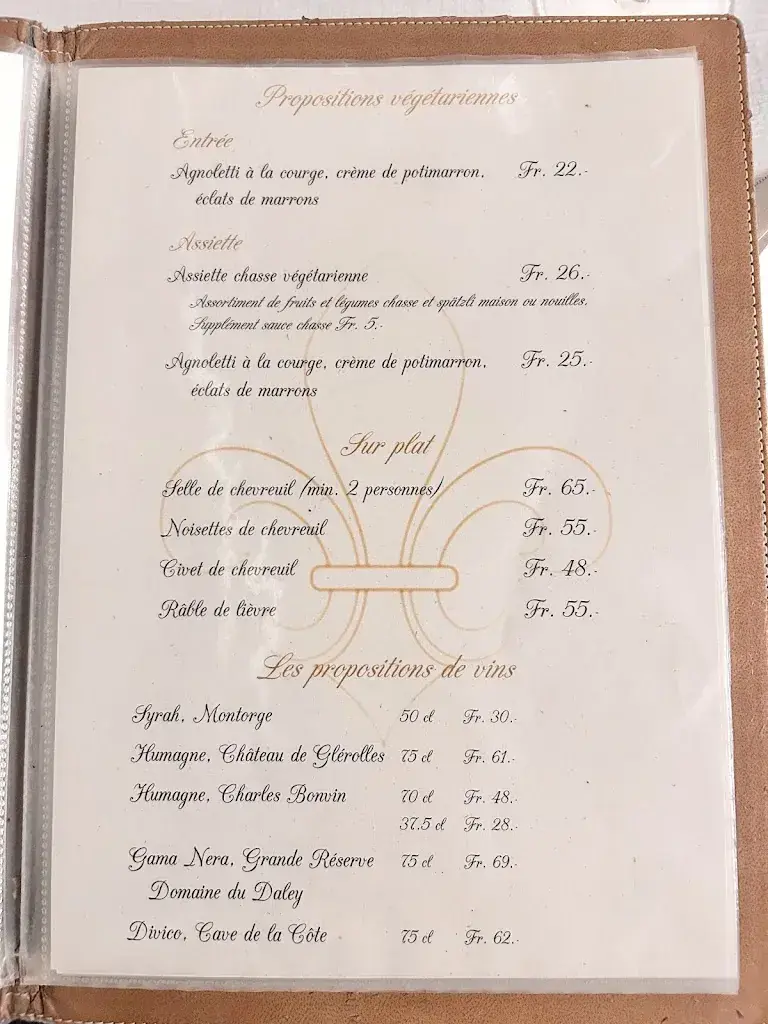 Propositions végétariennes
Entrée
Agnoletti à la courge, crème de potimarron, Fr. 22.-
éclats de marrons
Assiette
Assiette chasse végétarienne Fr. 26.-
Assortiment de fruits et légumes chasse et spätzli maison ou nouilles.
Supplément sauce chasse Fr. 5.-
Agnoletti à la courge, crème de potimarron, Fr. 25.-
éclats de marrons
Sur plat
Selle de chevreuil (min. 2 personnes) Fr. 65.-
Noisettes de chevreuil Fr. 55.-
Civet de chevreuil Fr. 48.-
Râble de lièvre Fr. 55.-
Les propositions de vins
Syrah, Montorge 50 cl Fr. 30.-
Humagne, Château de Glérolles 75 cl Fr. 61.-
Humagne, Charles Bonvin 70 cl Fr. 48.-
37.5 cl Fr. 28.-
Gama Nera, Grande Réserve 75 cl Fr. 69.-
Domaine du Daley
Divico, Cave de la Côte 75 cl Fr. 62.-